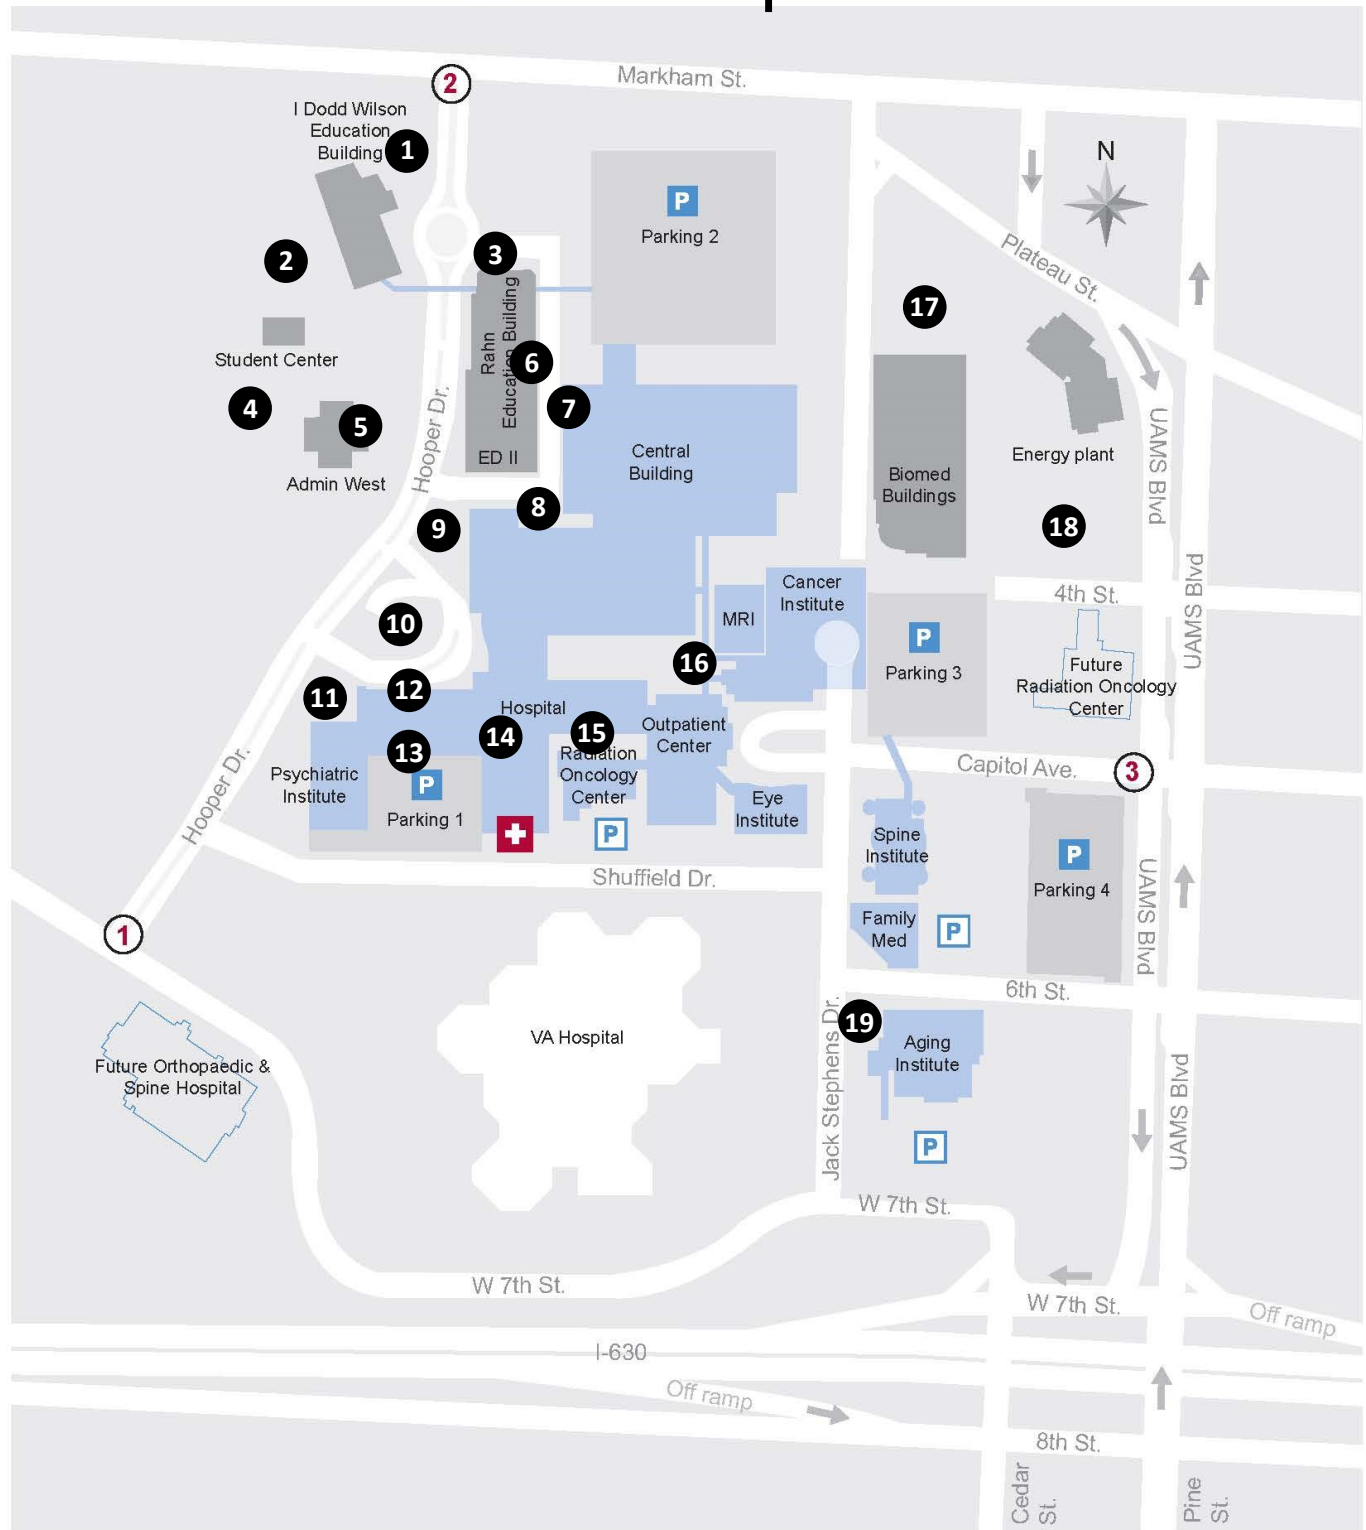 Markham St.
2
I Dodd Wilson
Education
Building
1
N
P
Parking 2
2
3
Plateau St.
17
Rahn
Education Building
Student Center
6
4
7
5
Hooper Dr.
UAMS Blvd
Energy plant
Central
Building
ED II
Admin West
Biomed
Buildings
8
9
18
UAMS Blvd
Cancer
Institute
4th St.
MRI
10
P
16
Parking 3
Future
Radiation Oncology
Center
11
12
Hospital
14
15
Outpatient
Center
13
Radiation
Oncology
Center
Capitol Ave.
3
Psychiatric
Institute
P
Parking 1
Hooper Dr.
Eye
Institute
P
Spine
Institute
P
Parking 4
Shuffield Dr.
UAMS Blvd
1
Family
Med
P
6th St.
19
VA Hospital
Aging
Institute
Future Orthopaedic &
Spine Hospital
Jack Stephens Dr.
UAMS Blvd
P
W 7th St.
W 7th St.
W 7th St.
Off ramp
I-630
Off ramp
8th St.
Cedar
St.
Pine
St.